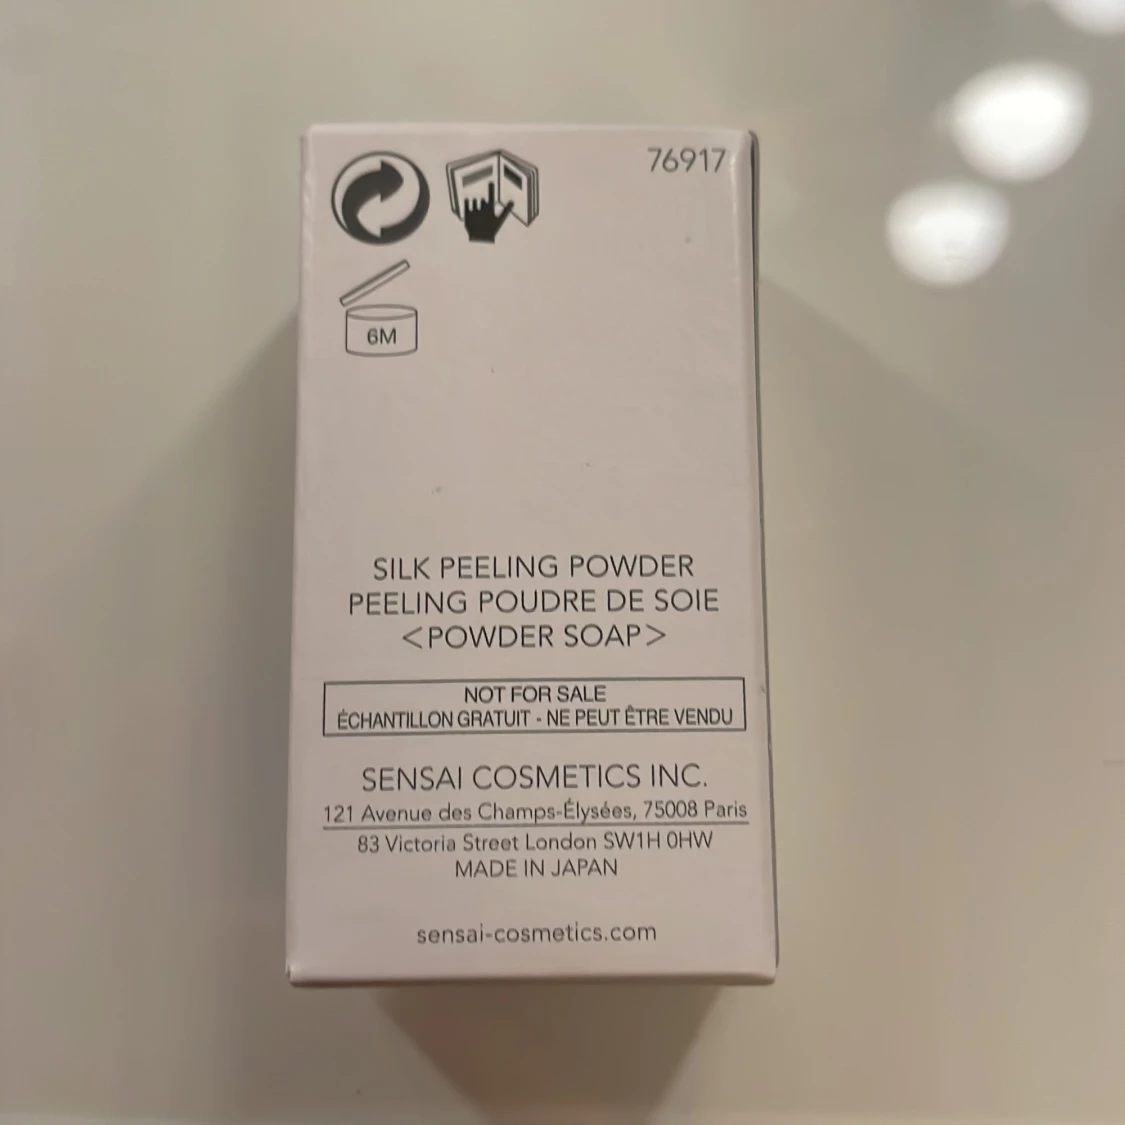 76917
6M
SILK PEELING POWDER
PEELING POUDRE DE SOIE
<POWDER SOAP>
NOT FOR SALE
ÉCHANTILLON GRATUIT - NE PEUT ÊTRE VENDU
SENSAI COSMETICS INC.
121 Avenue des Champs-Élysées, 75008 Paris
83 Victoria Street London SW1H 0HW
MADE IN JAPAN
sensai-cosmetics.com